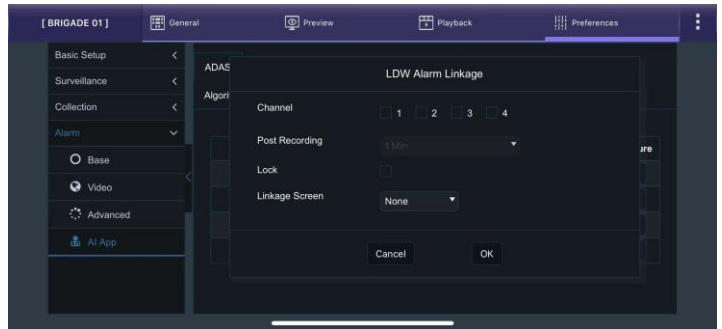 [ BRIGADE 01 ] General Preview Playback Preferences
Basic Setup
Surveillance
Collection
Alarm
Base
Video
Advanced
AI App
ADAS
LDW Alarm Linkage
Channel 1 2 3 4
Post Recording 1 Min
Lock
Linkage Screen None
Cancel OK